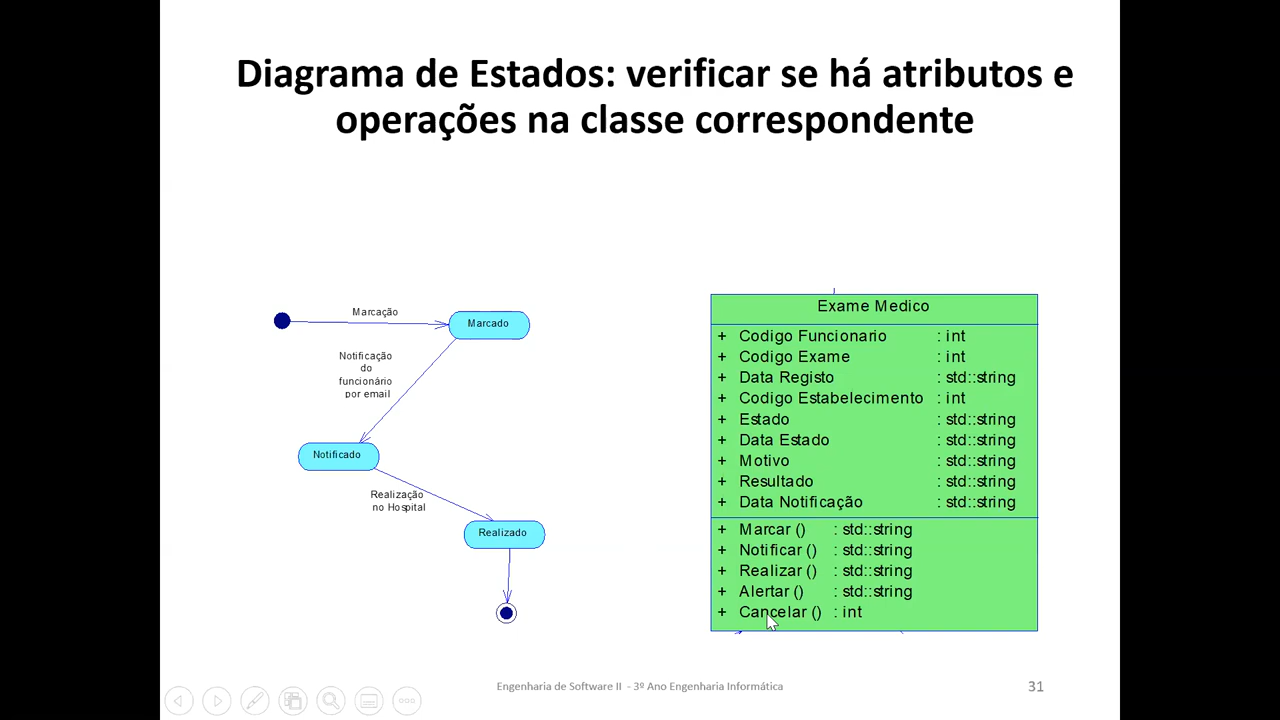 Diagrama de Estados: verificar se há atributos e
operações na classe correspondente
Marcação
Marcado
Notificação
do
funcionário
por email
Notificado
Realização
no Hospital
Realizado
Exame Medico
+ Codigo Funcionario : int
+ Codigo Exame : int
+ Data Registo : std::string
+ Codigo Estabelecimento : int
+ Estado : std::string
+ Data Estado : std::string
+ Motivo : std::string
+ Resultado : std::string
+ Data Notificação : std::string
+ Marcar () : std::string
+ Notificar () : std::string
+ Realizar () : std::string
+ Alertar () : std::string
+ Cancelar () : int
Engenharia de Software II - 3º Ano Engenharia Informática
31